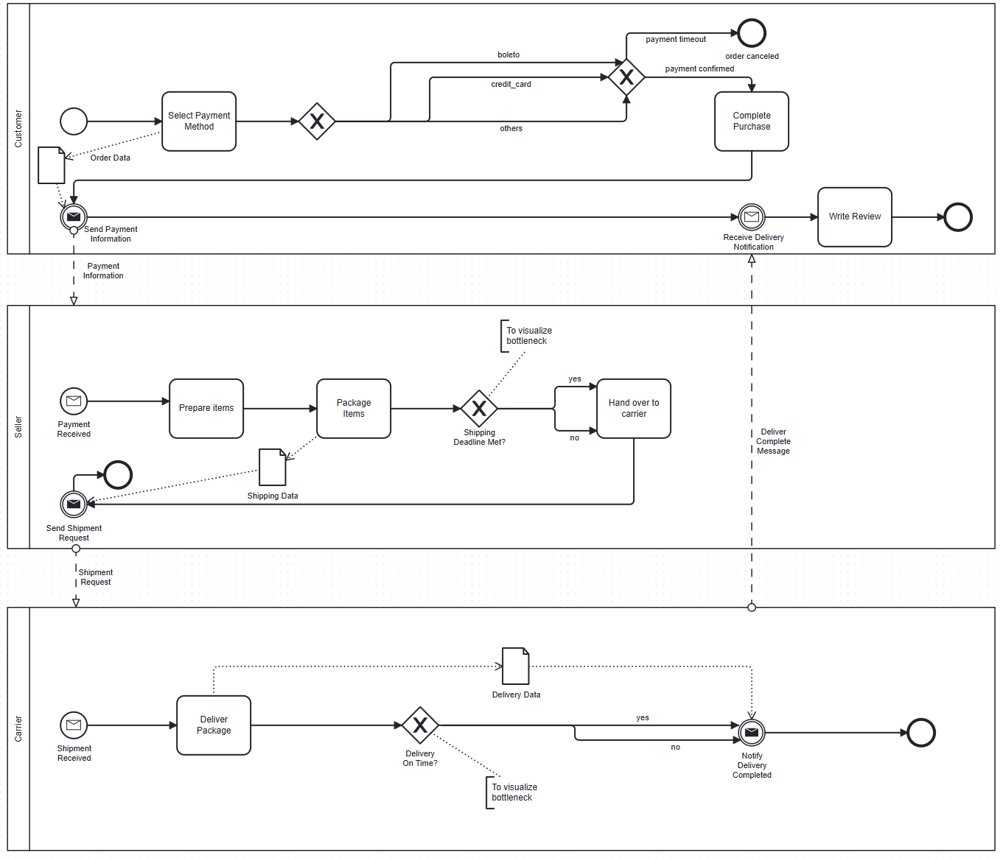 Customer
boleto
credit_card
others
payment timeout
order canceled
payment confirmed
Select Payment
Method
Complete
Purchase
Order Data
Send Payment
Information
Receive Delivery
Notification
Write Review
Payment
Information
Seller
To visualize
bottleneck
Payment
Received
Prepare items
Package
Items
Shipping
Deadline Met?
yes
no
Hand over to
carrier
Shipping Data
Send Shipment
Request
Deliver
Complete
Message
Shipment
Request
Carrier
Shipment
Received
Deliver
Package
Delivery Data
Delivery
On Time?
yes
no
Notify
Delivery
Completed
To visualize
bottleneck